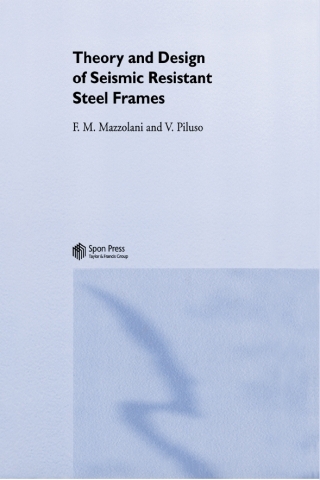 Theory and Design
of Seismic Resistant
Steel Frames
F. M. Mazzolani and V. Piluso
Spon Press
Taylor & Francis Group